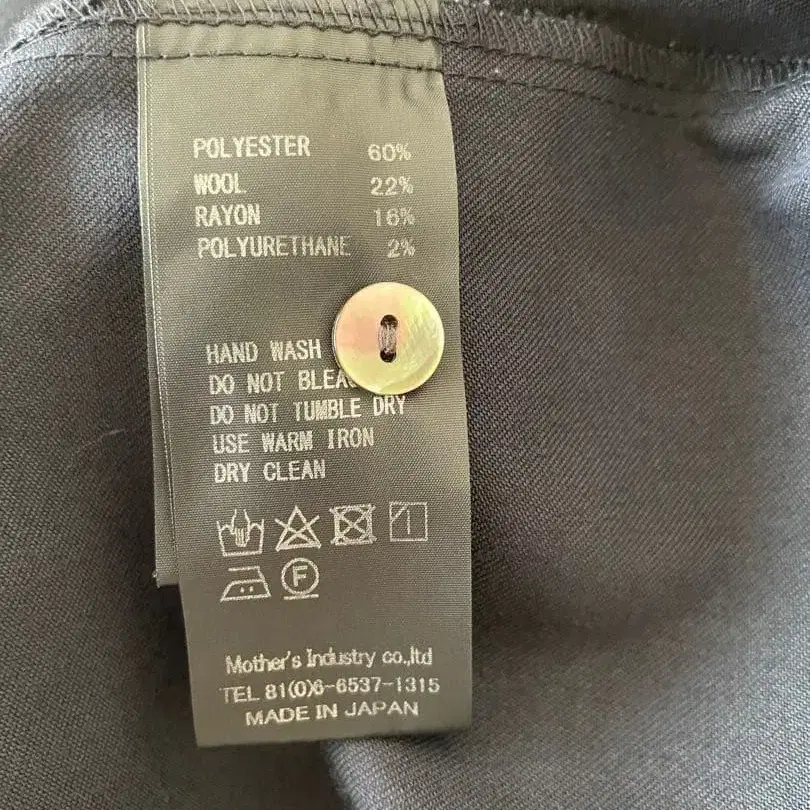 POLYESTER 60%
WOOL 22%
RAYON 16%
POLYURETHANE 2%
HAND WASH
DO NOT
DO NOT TUMBLE DRY
USE WARM IRON
DRY CLEAN
F
Mother's Industry co.,ltd
TEL 81(0)6-6537-1315
MADE IN JAPAN